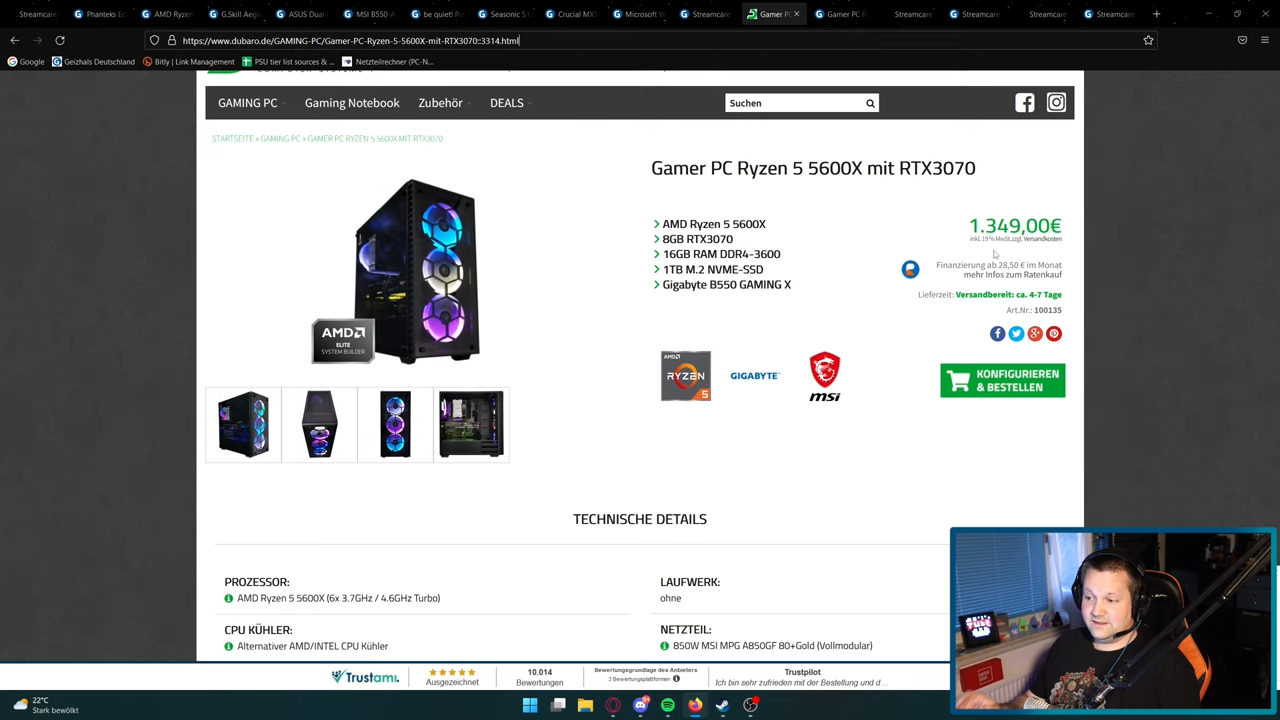 Streamcare
Phanteks Ec
AMD Ryzen
G.Skill Aegi
ASUS Dual
MSI B550-A
be quiet! Pu
Seasonic S1
Crucial MX5
Microsoft W
Streamcare
Gamer PC
Gamer PC R
Streamcare
Streamcare
Streamcare
Streamcare
https://www.dubaro.de/GAMING-PC/Gamer-PC-Ryzen-5-5600X-mit-RTX3070::3314.html
Google
Geizhals Deutschland
Bitly | Link Management
PSU tier list sources & ...
Netzteilrechner (PC-N...
GAMING PC
Gaming Notebook
Zubehör
DEALS
Suchen
STARTSEITE » GAMING PC » GAMER PC RYZEN 5 5600X MIT RTX3070
Gamer PC Ryzen 5 5600X mit RTX3070
AMD Ryzen 5 5600X
8GB RTX3070
16GB RAM DDR4-3600
1TB M.2 NVME-SSD
Gigabyte B550 GAMING X
1.349,00€
inkl. 19 % MwSt.zzgl. Versandkosten
Finanzierung ab 28,50 € im Monat
mehr Infos zum Ratenkauf
Lieferzeit: Versandbereit: ca. 4-7 Tage
Art.Nr.: 100135
AMD
ELITE
SYSTEM BUILDER
AMD
RYZEN
5
GIGABYTE
msi
KONFIGURIEREN
& BESTELLEN
TECHNISCHE DETAILS
PROZESSOR:
AMD Ryzen 5 5600X (6x 3.7GHz / 4.6GHz Turbo)
CPU KÜHLER:
Alternativer AMD/INTEL CPU Kühler
LAUFWERK:
ohne
NETZTEIL:
850W MSI MPG A850GF 80+Gold (Vollmodular)
Trustami.
Ausgezeichnet
10.014
Bewertungen
Bewertungsgrundlage des Anbieters
3 Bewertungsplattformen
Trustpilot
Ich bin sehr zufrieden mit der Bestellung und d...
22°C
Stark bewölkt